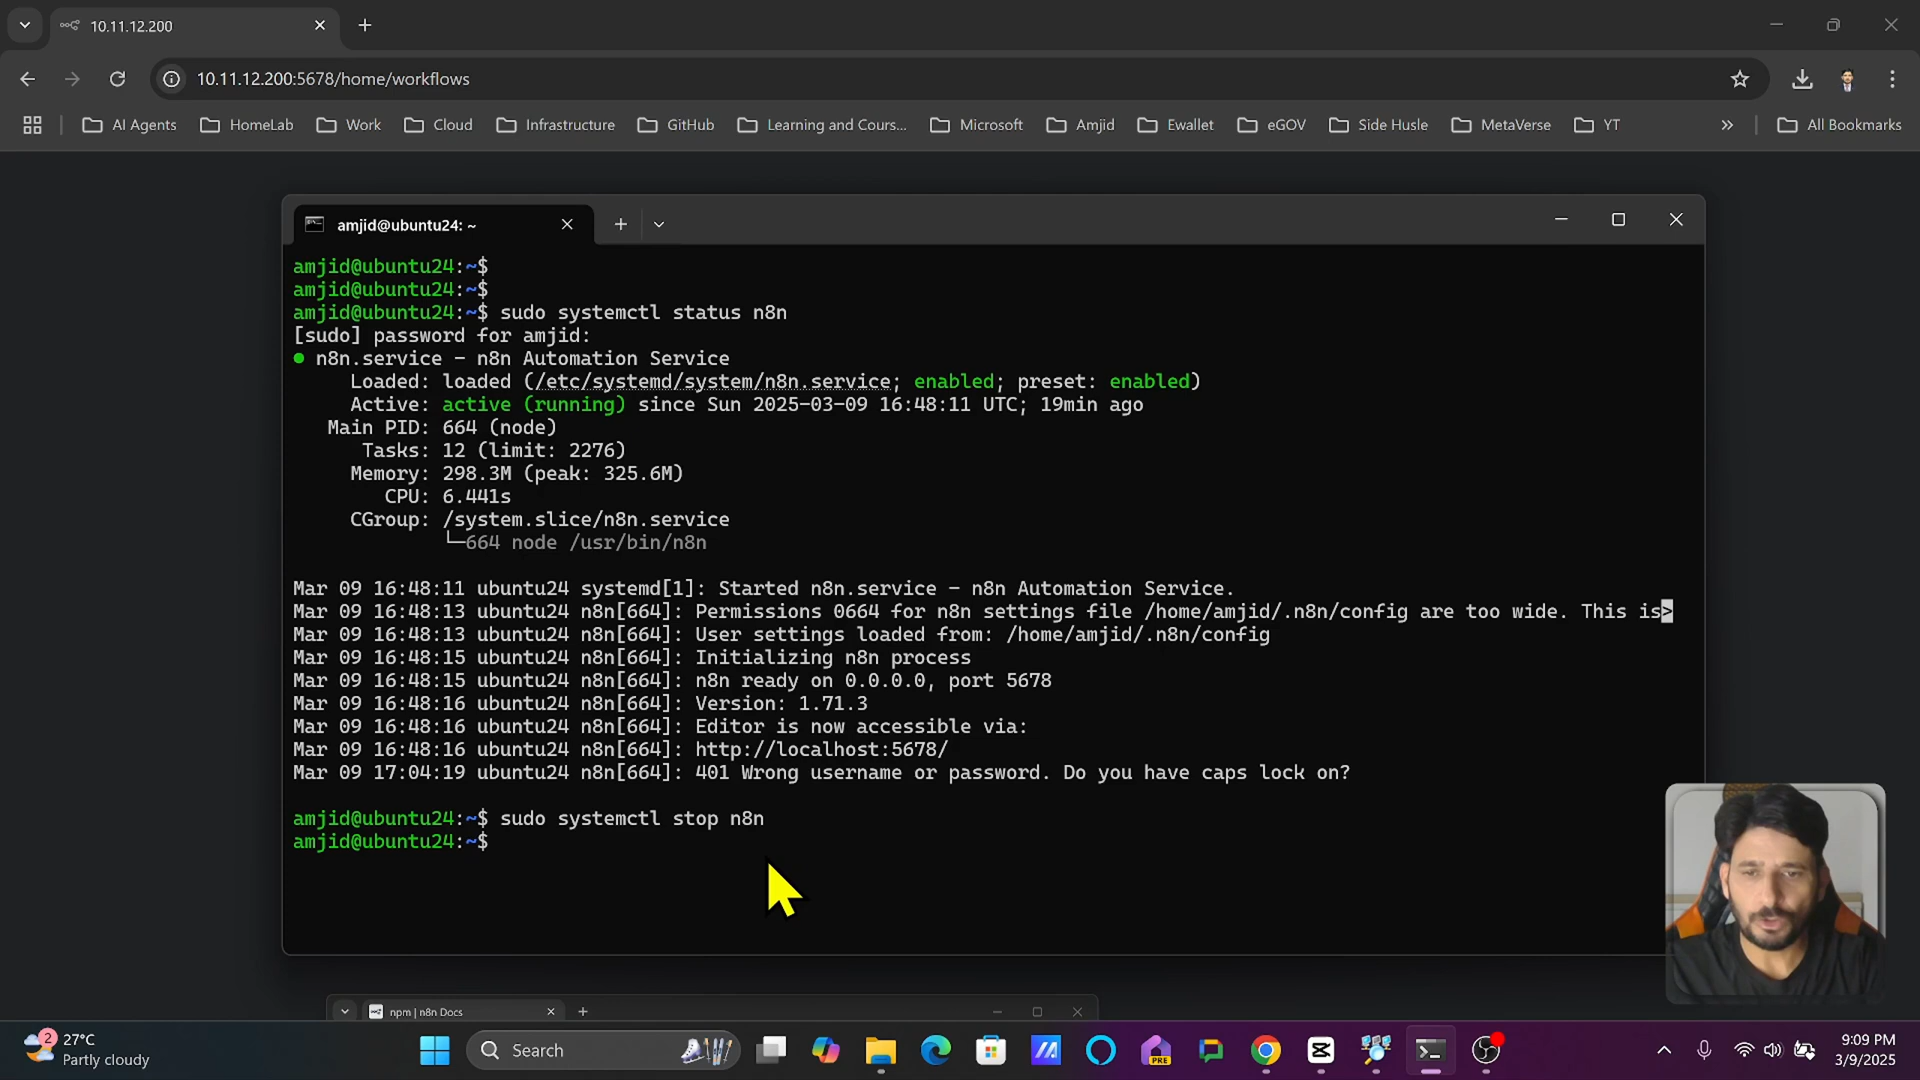 10.11.12.200
10.11.12.200:5678/home/workflows
AI Agents
HomeLab
Work
Cloud
Infrastructure
GitHub
Learning and Cours...
Microsoft
Amjid
Ewallet
eGOV
Side Husle
MetaVerse
YT
All Bookmarks
amjid@ubuntu24: ~
amjid@ubuntu24:~$
amjid@ubuntu24:~$
amjid@ubuntu24:~$ sudo systemctl status n8n
[sudo] password for amjid:
● n8n.service - n8n Automation Service
Loaded: loaded (/etc/systemd/system/n8n.service; enabled; preset: enabled)
Active: active (running) since Sun 2025-03-09 16:48:11 UTC; 19min ago
Main PID: 664 (node)
Tasks: 12 (limit: 2276)
Memory: 298.3M (peak: 325.6M)
CPU: 6.441s
CGroup: /system.slice/n8n.service
└─664 node /usr/bin/n8n
Mar 09 16:48:11 ubuntu24 systemd[1]: Started n8n.service - n8n Automation Service.
Mar 09 16:48:13 ubuntu24 n8n[664]: Permissions 0664 for n8n settings file /home/amjid/.n8n/config are too wide. This is>
Mar 09 16:48:13 ubuntu24 n8n[664]: User settings loaded from: /home/amjid/.n8n/config
Mar 09 16:48:15 ubuntu24 n8n[664]: Initializing n8n process
Mar 09 16:48:15 ubuntu24 n8n[664]: n8n ready on 0.0.0.0, port 5678
Mar 09 16:48:16 ubuntu24 n8n[664]: Version: 1.71.3
Mar 09 16:48:16 ubuntu24 n8n[664]: Editor is now accessible via:
Mar 09 16:48:16 ubuntu24 n8n[664]: http://localhost:5678/
Mar 09 17:04:19 ubuntu24 n8n[664]: 401 Wrong username or password. Do you have caps lock on?
amjid@ubuntu24:~$ sudo systemctl stop n8n
amjid@ubuntu24:~$
npm | n8n Docs
2
27°C
Partly cloudy
Search
PRE
9:09 PM
3/9/2025